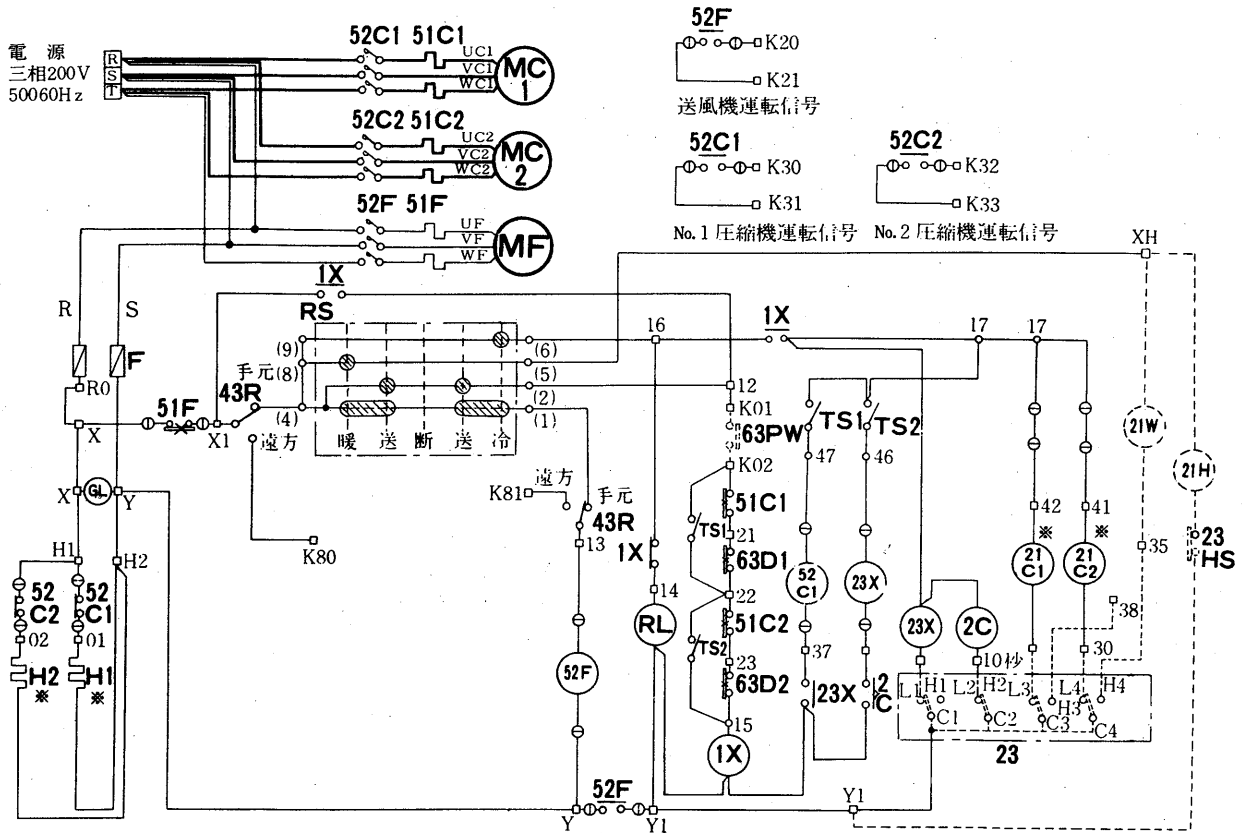 電源
三相200V
50060Hz
R
S
T
52C1 51C1
UC1
VC1
WC1
MC
1
52C2 51C2
UC2
VC2
WC2
MC
2
52F 51F
UF
VF
WF
MF
52F
K20
K21
送風機運転信号
52C1
K30
K31
No.1 圧縮機運転信号
52C2
K32
K33
No.2 圧縮機運転信号
XH
R
S
F
R0
X
51F
X1
手元
43R
遠方
K80
1X
RS
(9)
(8)
(4)
(6)
(5)
(2)
(1)
暖 送 断 送 冷
16
1X
17
17
12
K01
63PW
K02
TS1
TS2
47
46
21W
21H
遠方
K81
手元
43R
13
1X
14
RL
TS1
51C1
21
63D1
22
51C2
TS2
23
63D2
15
1X
52
C1
37
23X
23X
2
C
23X
2C
10秒
42
※
21
C1
41
※
21
C2
38
30
35
23
HS
X
GL
Y
H1
H2
52
C2
52
C1
02
01
H2
※
H1
※
52F
L1
H1
L2
H2
L3
H3
L4
H4
C1
C2
C3
C4
23
Y
52F
Y1
Y1